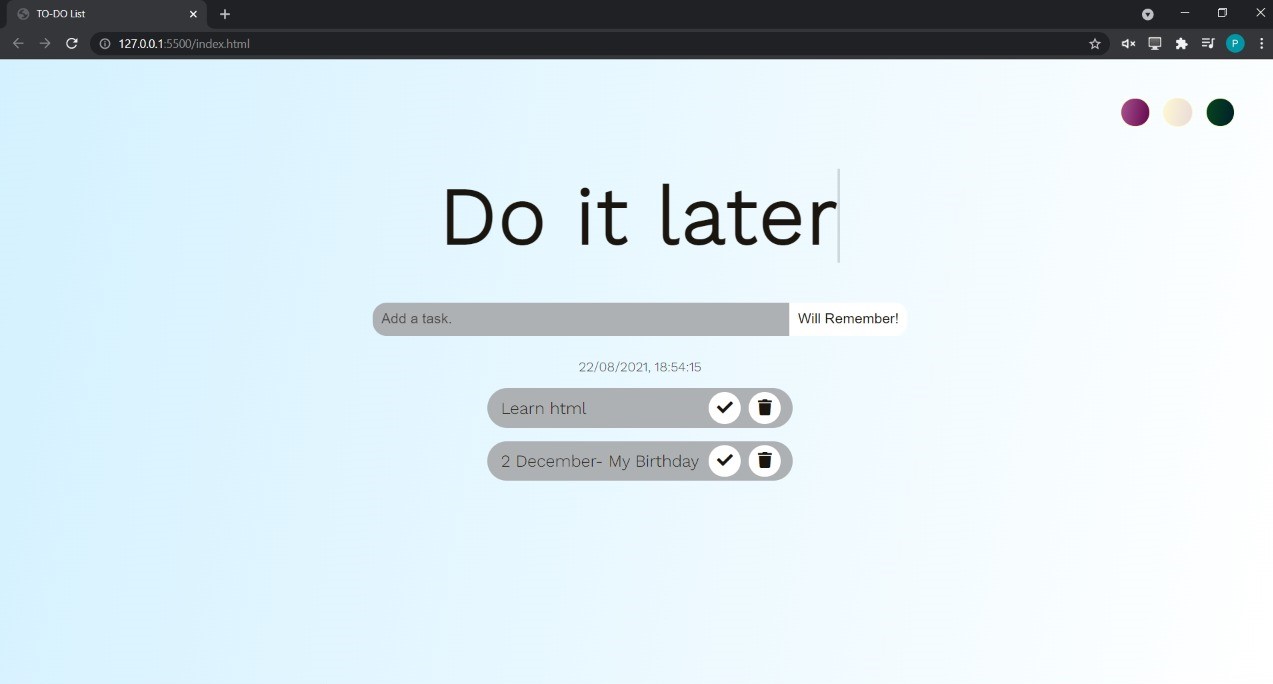 TO-DO List
127.0.0.1:5500/index.html
P
Do it later
Add a task. Will Remember!
22/08/2021, 18:54:15
Learn html
2 December- My Birthday